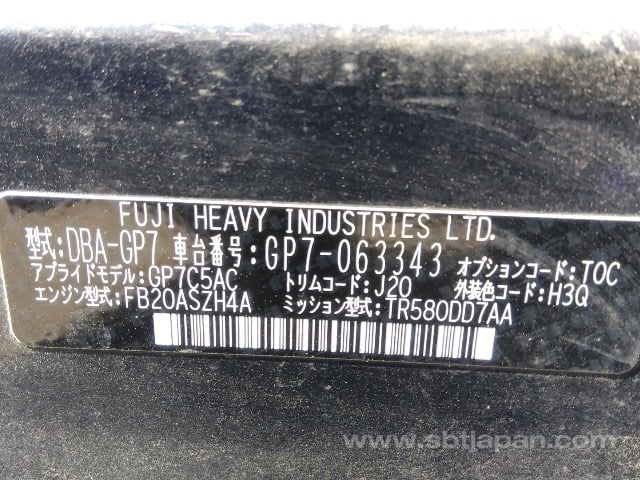 FUJI HEAVY INDUSTRIES LTD.
型式:DBA-GP7 車台番号:GP7-063343 オプションコード:TOC
アプライドモデル:GP7C5AC トリムコード:J20 外装色コード:H3Q
エンジン型式:FB20ASZH4A ミッション型式:TR580DD7AA
www.sbtjapan.com